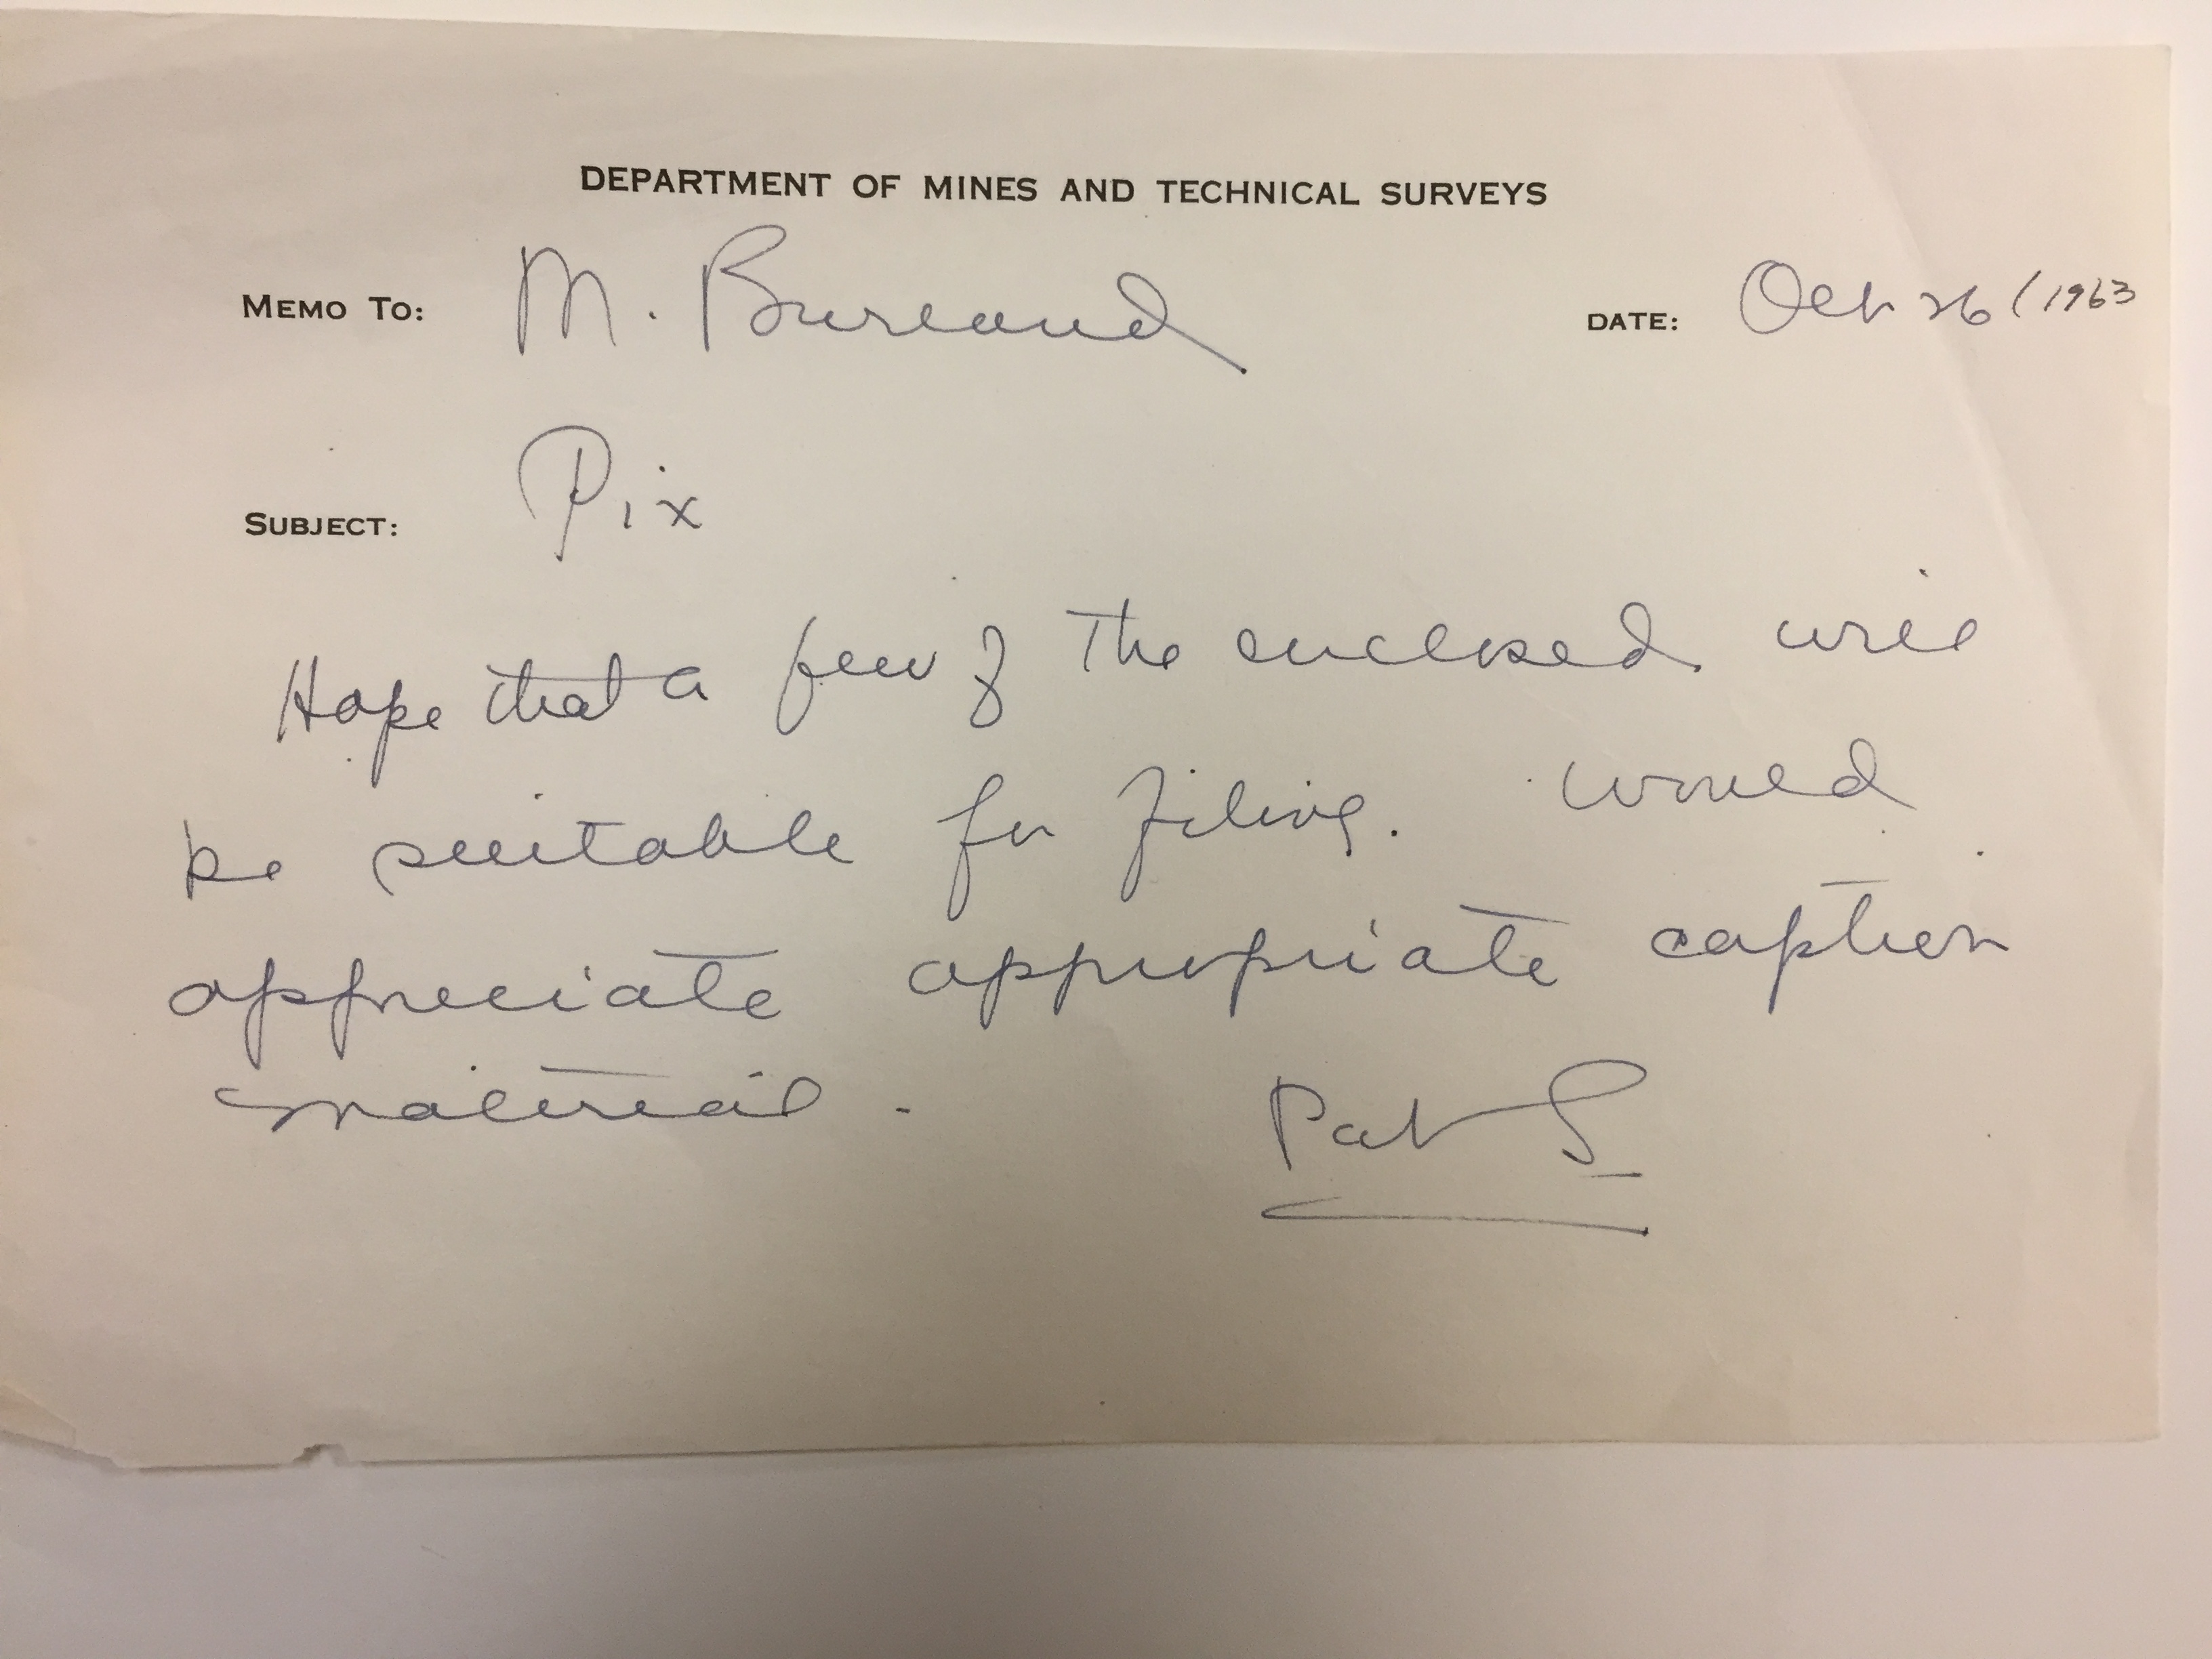 DEPARTMENT OF MINES AND TECHNICAL SURVEYS
MEMO TO: M. Burland DATE: Oct 26/1963
SUBJECT: Pix
Hope that a few of the enclosed will
be suitable for filing. Would
appreciate appropriate caption
material.
Pat S